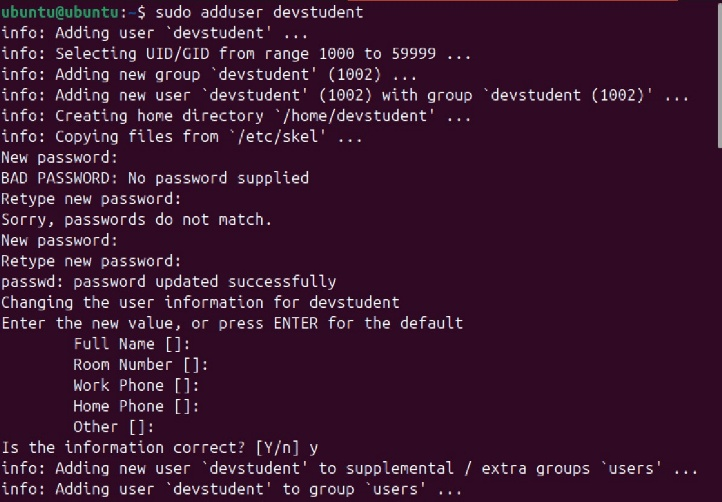 ubuntu@ubuntu:~$ sudo adduser devstudent
info: Adding user `devstudent' ...
info: Selecting UID/GID from range 1000 to 59999 ...
info: Adding new group `devstudent' (1002) ...
info: Adding new user `devstudent' (1002) with group `devstudent (1002)' ...
info: Creating home directory `/home/devstudent' ...
info: Copying files from `/etc/skel' ...
New password:
BAD PASSWORD: No password supplied
Retype new password:
Sorry, passwords do not match.
New password:
Retype new password:
passwd: password updated successfully
Changing the user information for devstudent
Enter the new value, or press ENTER for the default
Full Name []:
Room Number []:
Work Phone []:
Home Phone []:
Other []:
Is the information correct? [Y/n] y
info: Adding new user `devstudent' to supplemental / extra groups `users' ...
info: Adding user `devstudent' to group `users' ...